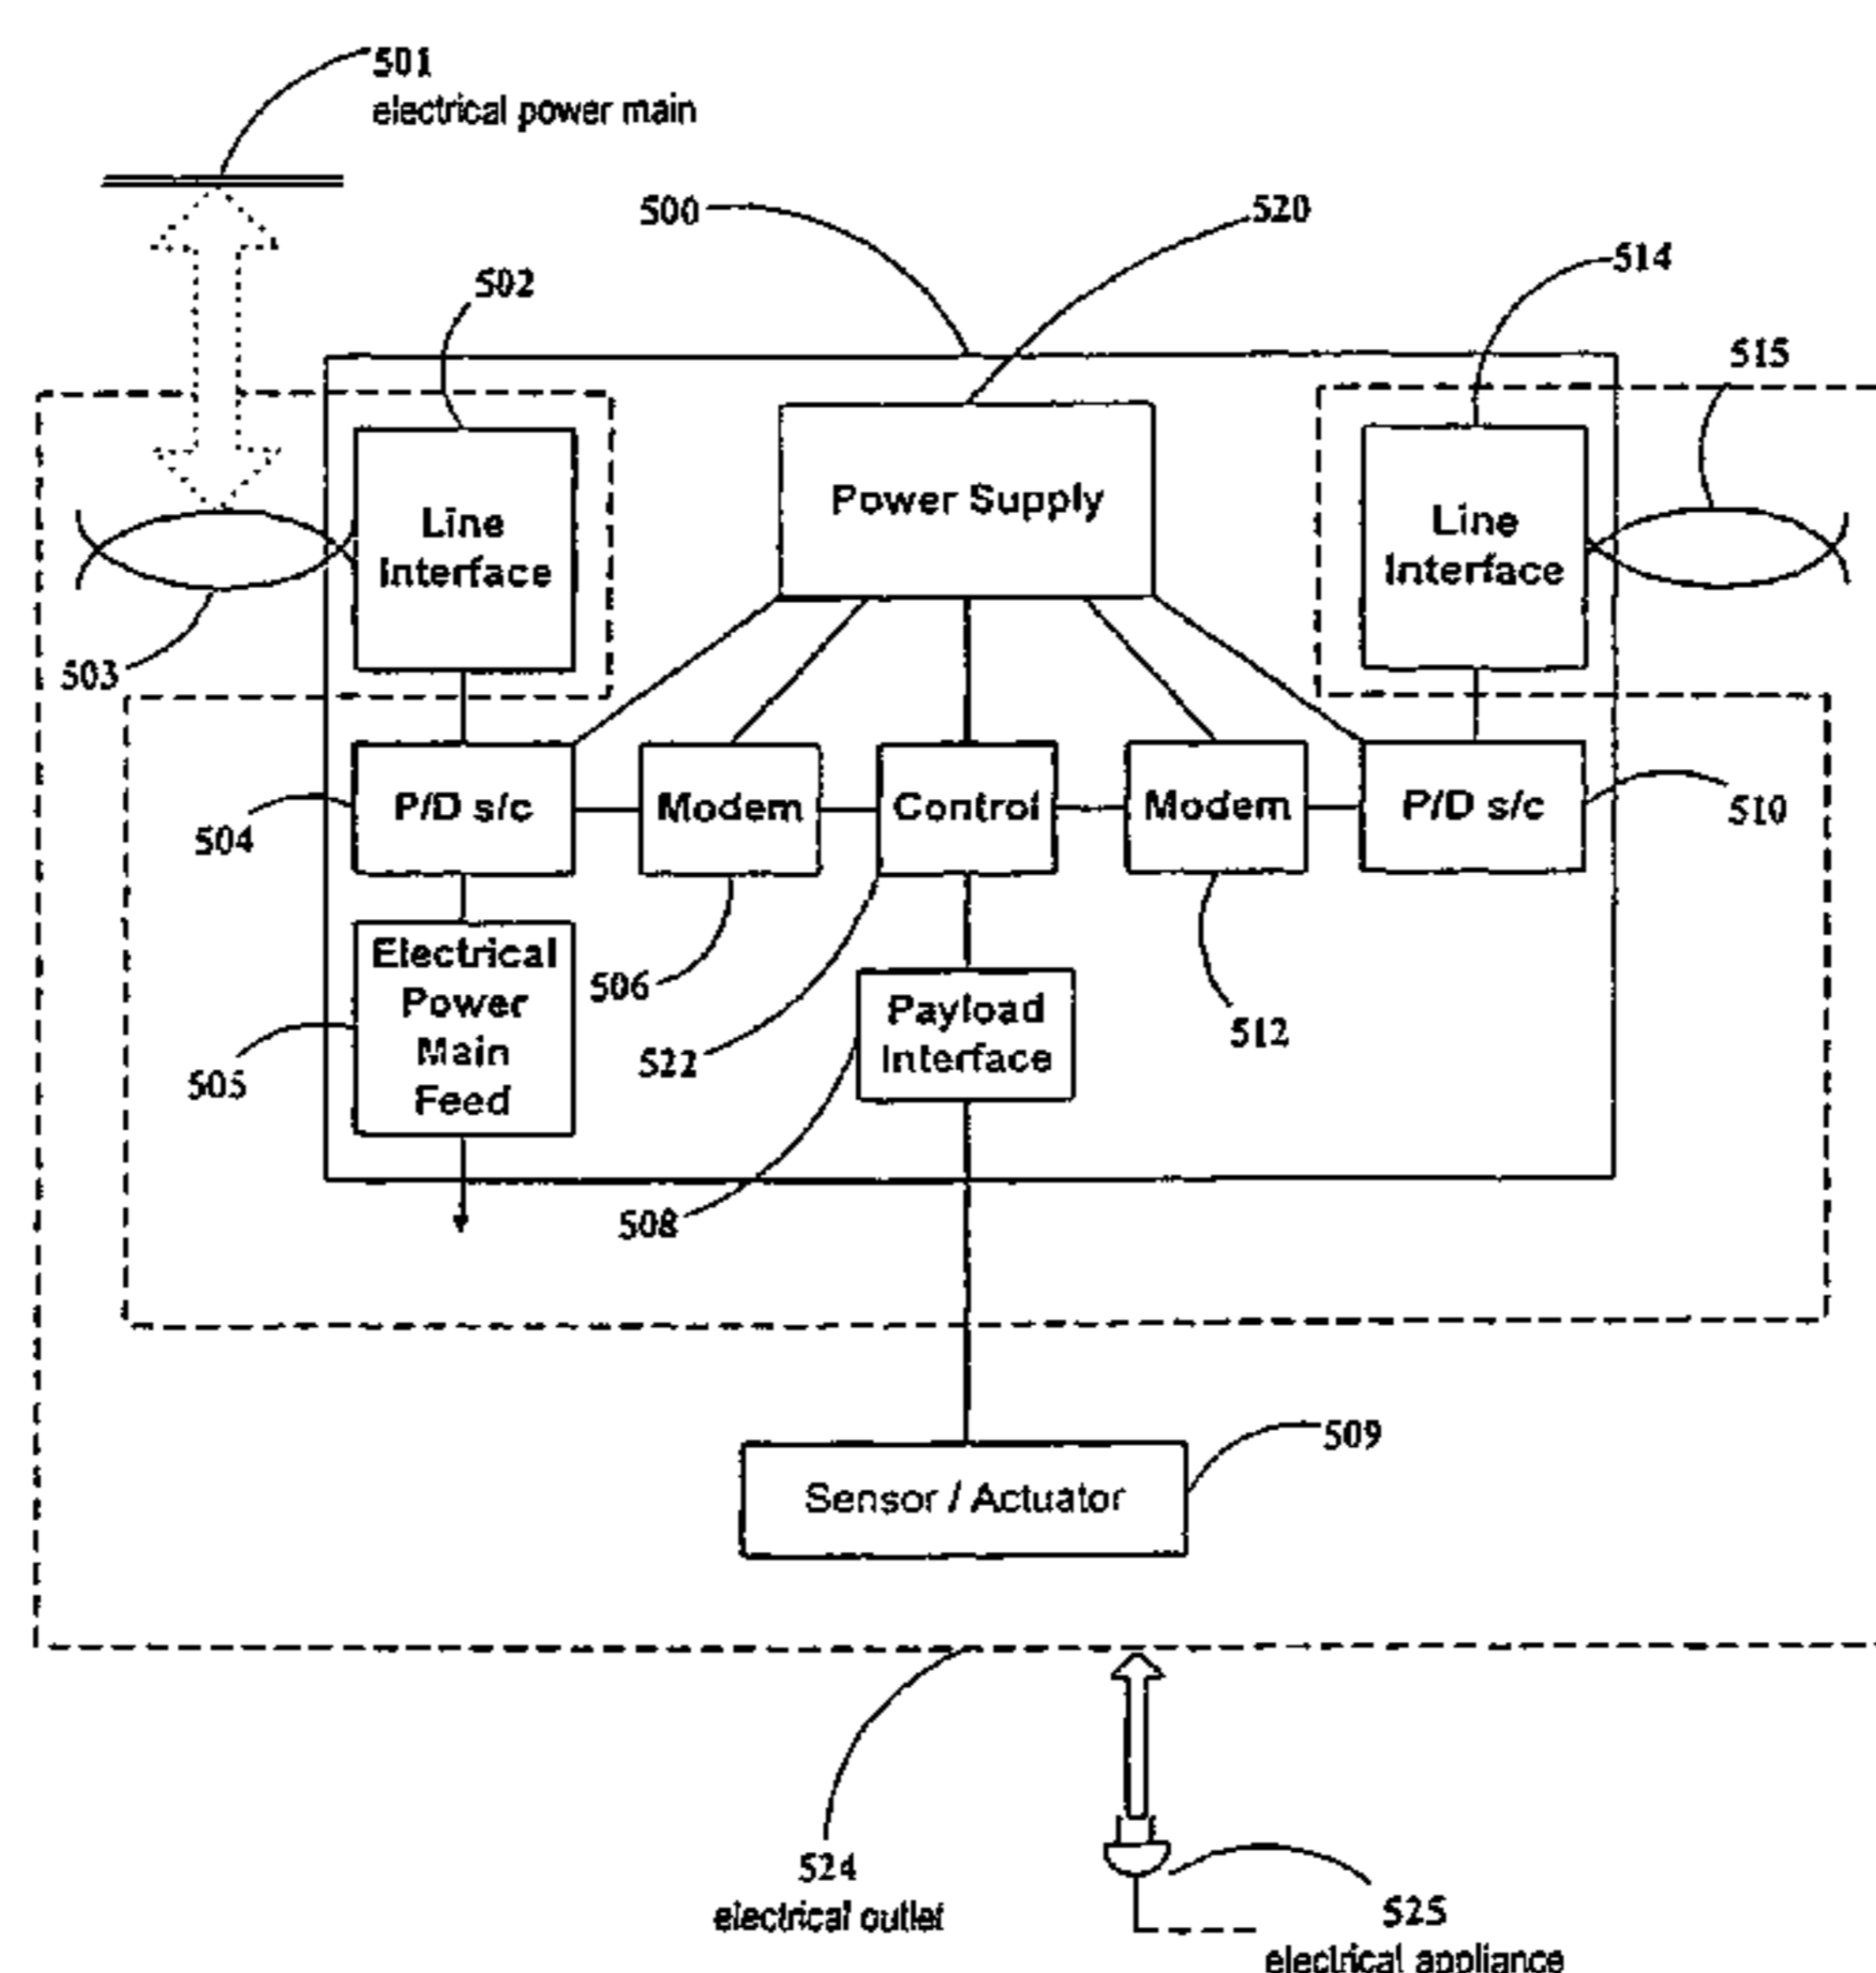 501
electrical power main
500
520
514
502
515
Line
Interface
Power Supply
Line
Interface
503
P/D s/c
Modem
Control
Modem
P/D s/c
504
510
Electrical
Power
Main
Feed
506
Payload
Interface
512
522
505
508
509
Sensor / Actuator
524
electrical outlet
525
electrical appliance